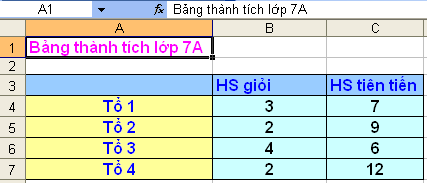 A1 fx Bảng thành tích lớp 7A
A B C
1 Bảng thành tích lớp 7A
2
3 HS giỏi HS tiên tiến
4 Tổ 1 3 7
5 Tổ 2 2 9
6 Tổ 3 4 6
7 Tổ 4 2 12